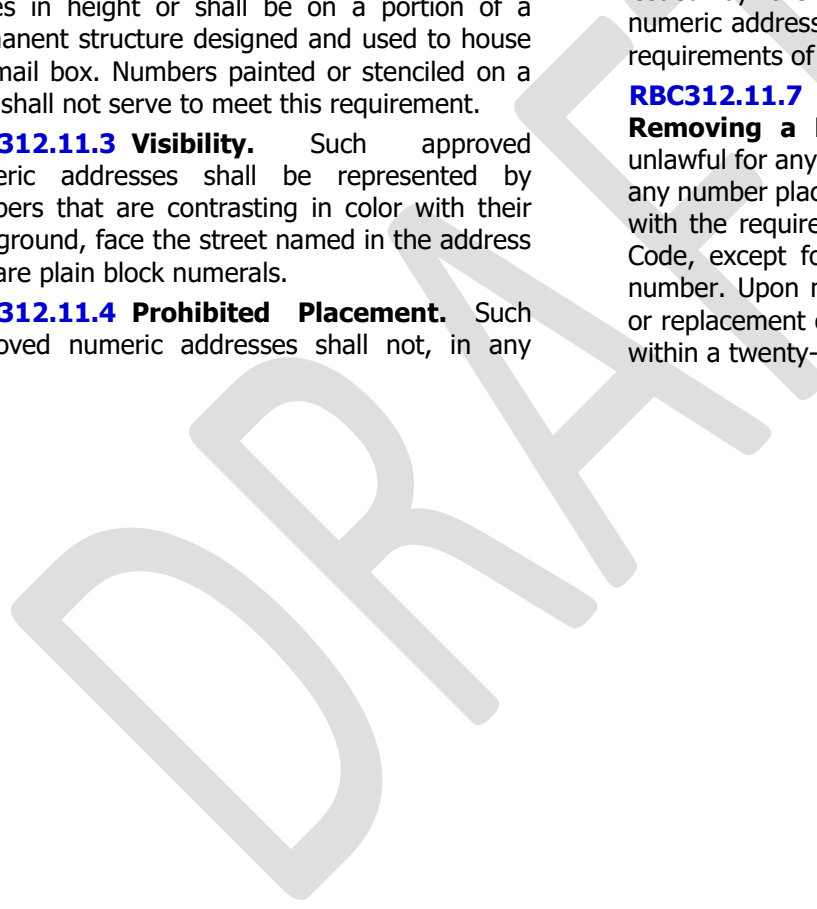 es in height or shall be on a portion of a
manent structure designed and used to house
mail box. Numbers painted or stenciled on a
shall not serve to meet this requirement.
312.11.3 Visibility. Such approved
eric addresses shall be represented by
bers that are contrasting in color with their
ground, face the street named in the address
are plain block numerals.
312.11.4 Prohibited Placement. Such
oved numeric addresses shall not, in any
numeric address
requirements of
RBC312.11.7
Removing a
unlawful for any
any number plac
with the require
Code, except fo
number. Upon
or replacement
within a twenty-
DRAF